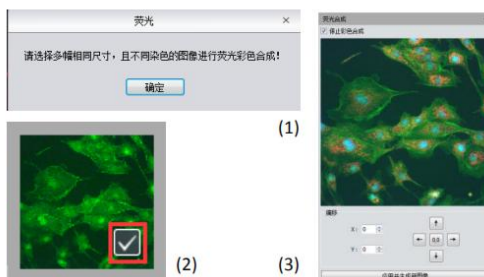 荧光
请选择多幅相同尺寸，且不同染色的图像进行荧光彩色合成！
确定
(1)
(2)
荧光合成
停止彩色合成
偏移
X: 0
Y: 0
0,0
应用并生成新图像
(3)